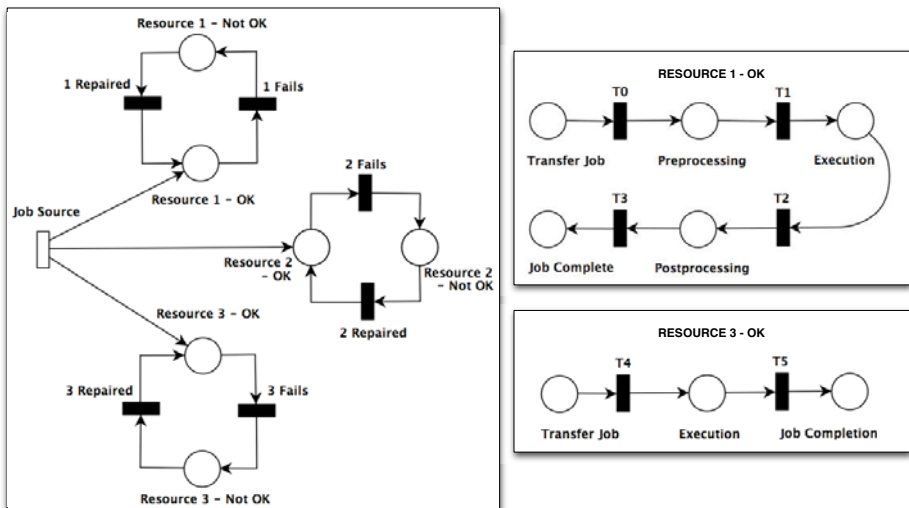 Resource 1 - Not OK
1 Repaired
1 Fails
Resource 1 - OK
Job Source
2 Fails
Resource 2
- OK
Resource 2
- Not OK
2 Repaired
Resource 3 - OK
3 Repaired
3 Fails
Resource 3 - Not OK
RESOURCE 1 - OK
T0
T1
Transfer Job
Preprocessing
Execution
T3
T2
Job Complete
Postprocessing
RESOURCE 3 - OK
T4
T5
Transfer Job
Execution
Job Completion